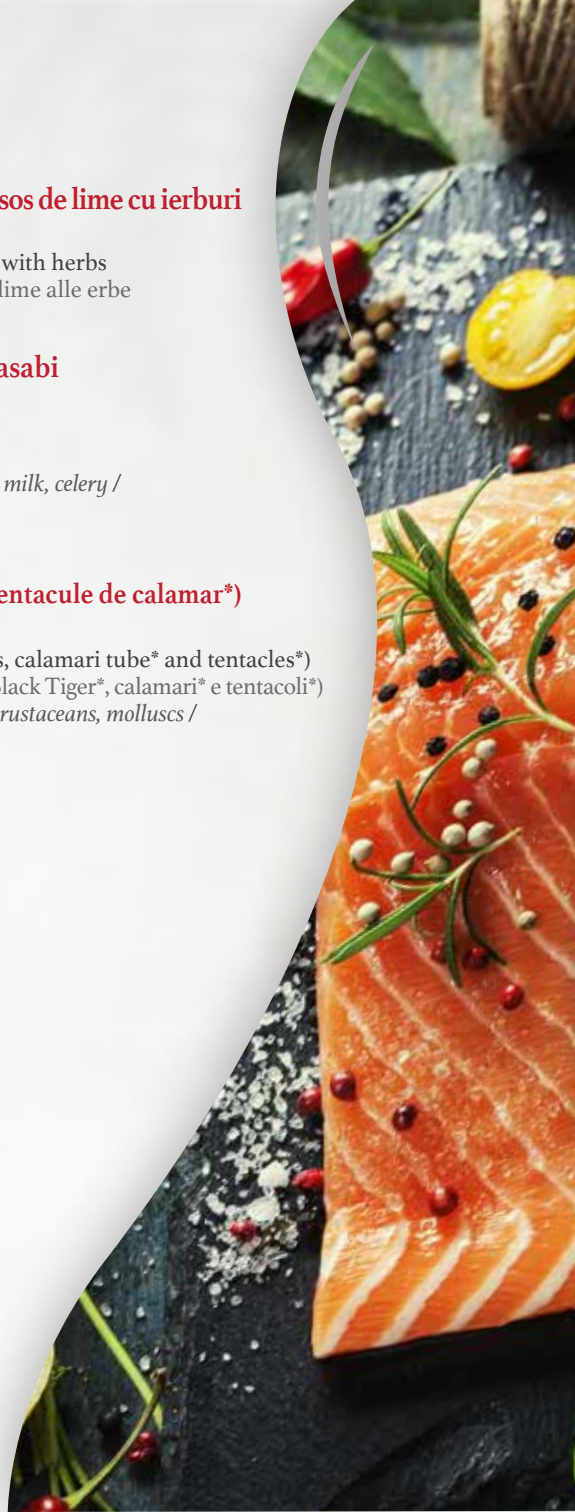 sos de lime cu ierburi
with herbs
lime alle erbe
asabi
milk, celery /
entacule de calamar*)
s, calamari tube* and tentacles*)
Black Tiger*, calamari* e tentacoli*)
rustaceans, molluscs /